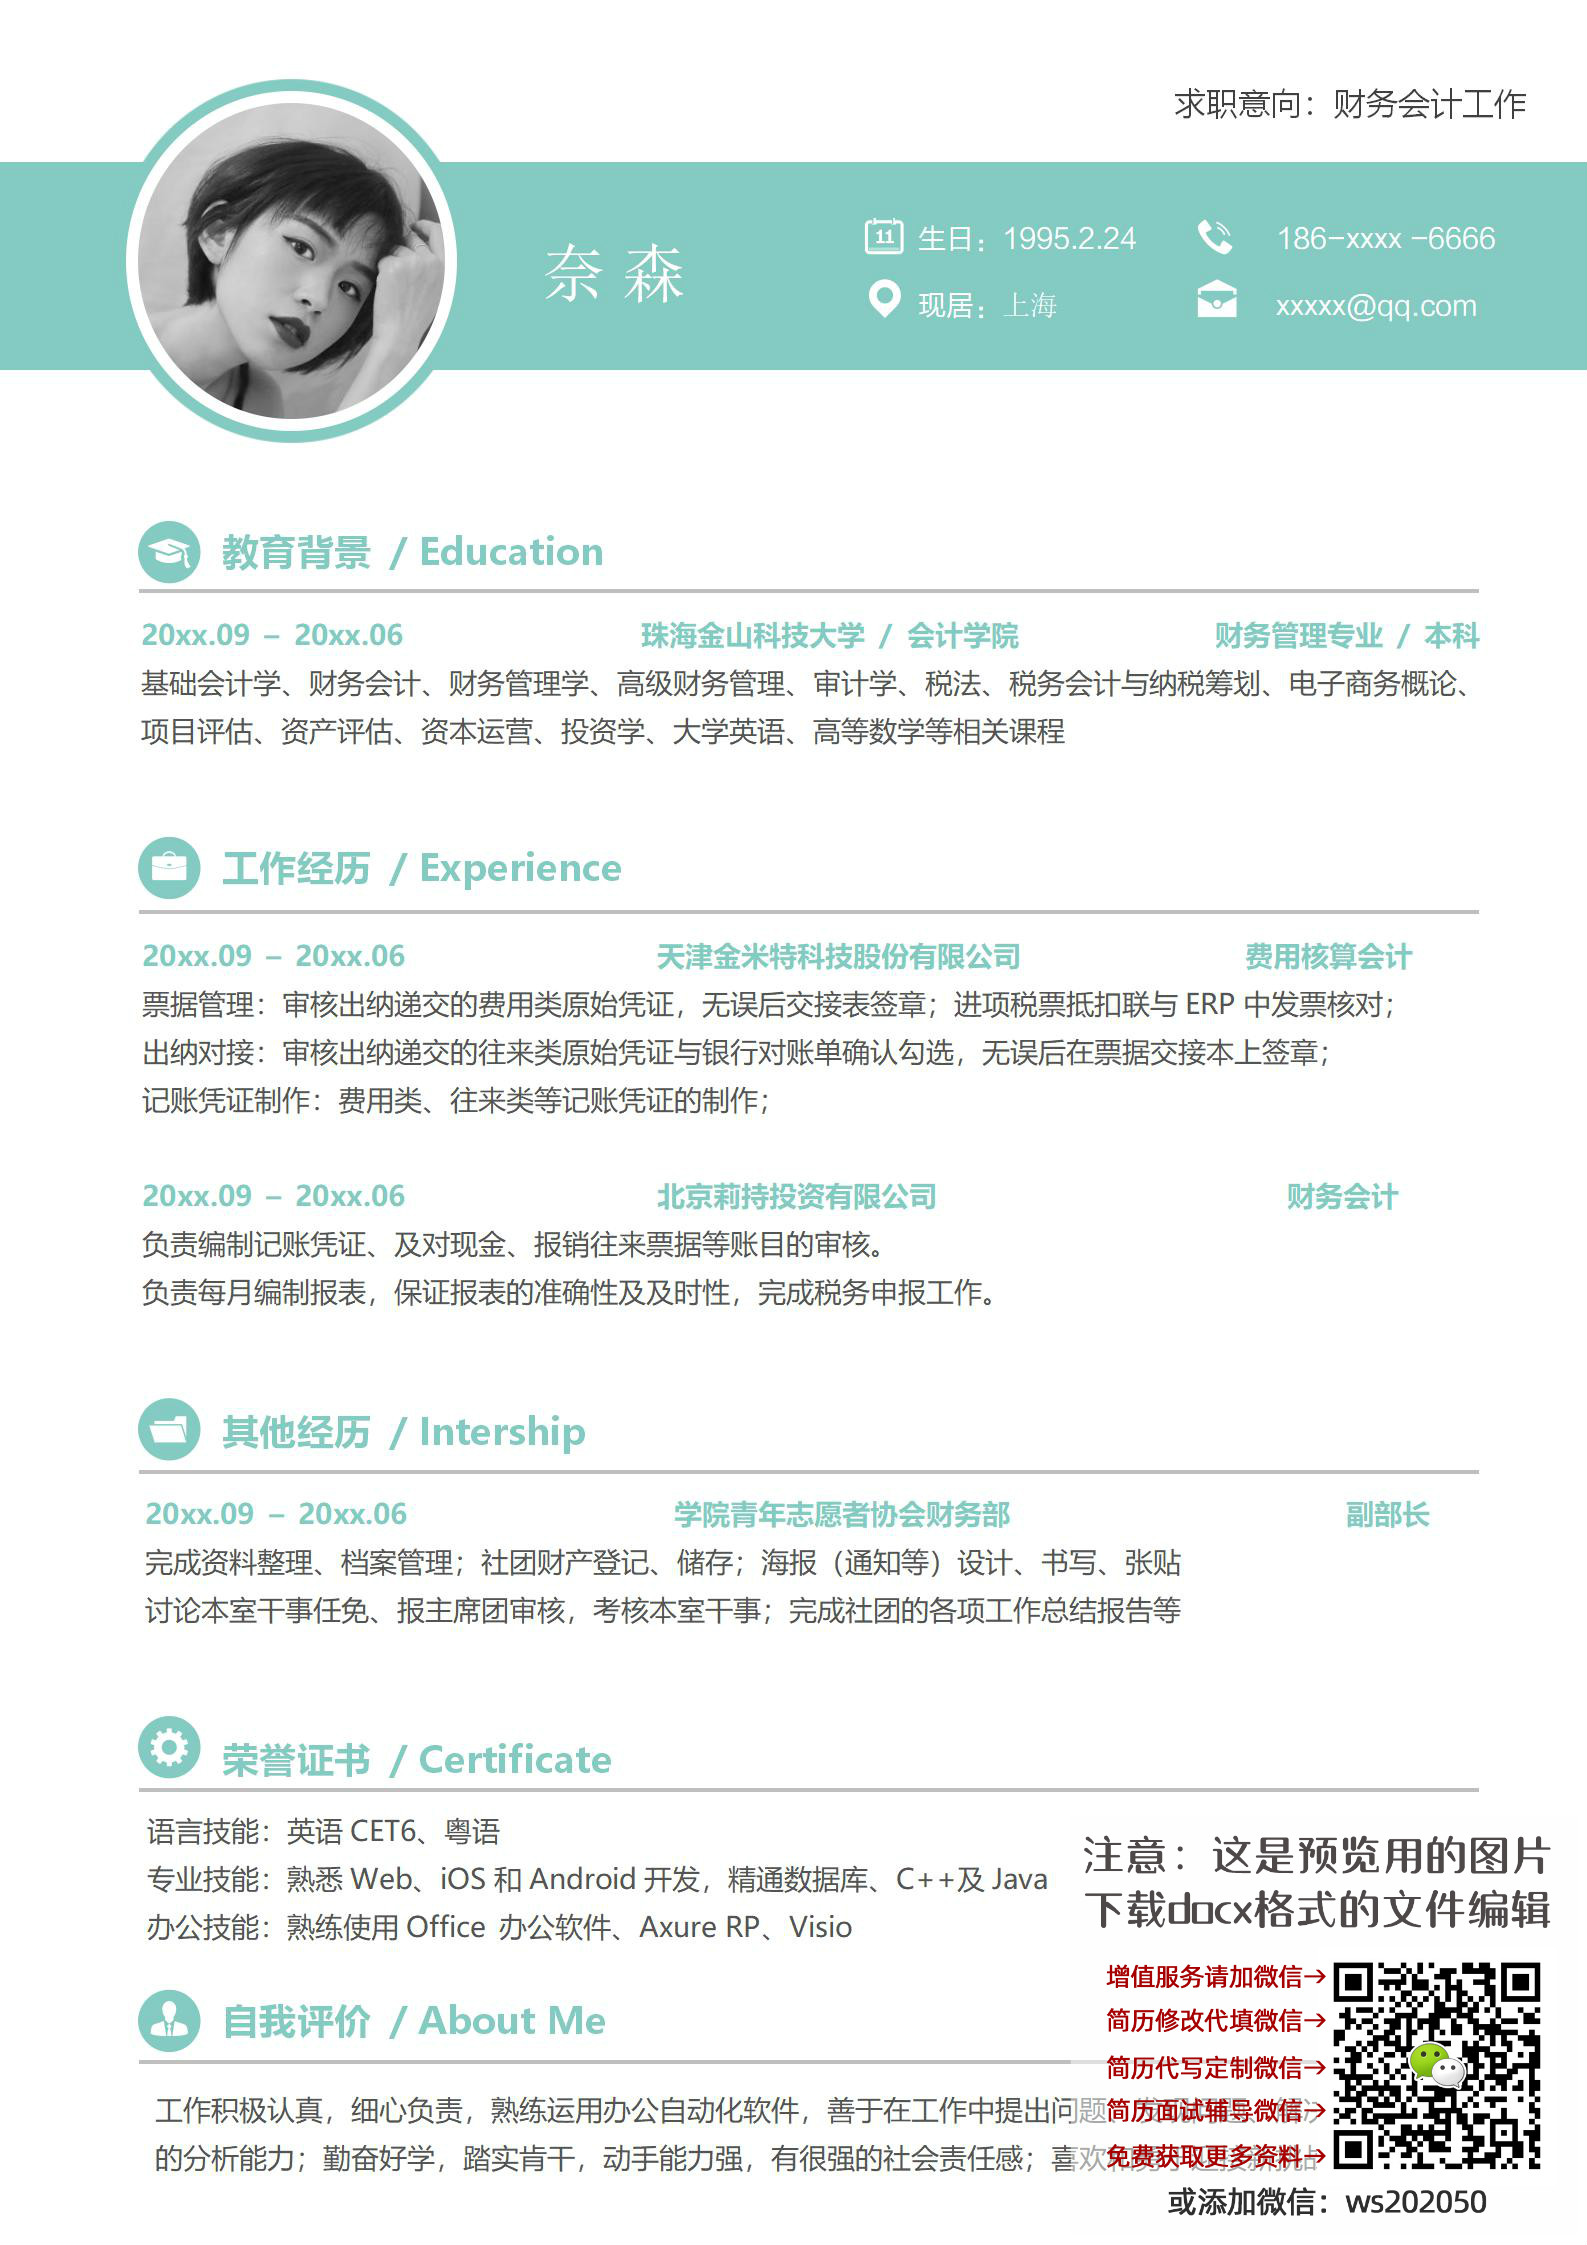 求职意向：财务会计工作
奈 森
11 生日：1995.2.24
186-xxxx -6666
现居：上海
xxxxx@qq.com
教育背景 / Education
20xx.09 – 20xx.06 珠海金山科技大学 / 会计学院 财务管理专业 / 本科
基础会计学、财务会计、财务管理学、高级财务管理、审计学、税法、税务会计与纳税筹划、电子商务概论、
项目评估、资产评估、资本运营、投资学、大学英语、高等数学等相关课程
工作经历 / Experience
20xx.09 – 20xx.06 天津金米特科技股份有限公司 费用核算会计
票据管理：审核出纳递交的费用类原始凭证，无误后交接表签章；进项税票抵扣联与 ERP 中发票核对；
出纳对接：审核出纳递交的往来类原始凭证与银行对账单确认勾选，无误后在票据交接本上签章；
记账凭证制作：费用类、往来类等记账凭证的制作；
20xx.09 – 20xx.06 北京莉持投资有限公司 财务会计
负责编制记账凭证、及对现金、报销往来票据等账目的审核。
负责每月编制报表，保证报表的准确性及及时性，完成税务申报工作。
其他经历 / Intership
20xx.09 – 20xx.06 学院青年志愿者协会财务部 副部长
完成资料整理、档案管理；社团财产登记、储存；海报（通知等）设计、书写、张贴
讨论本室干事任免、报主席团审核，考核本室干事；完成社团的各项工作总结报告等
荣誉证书 / Certificate
语言技能：英语 CET6、粤语
专业技能：熟悉 Web、iOS 和 Android 开发，精通数据库、C++及 Java
办公技能：熟练使用 Office 办公软件、Axure RP、Visio
自我评价 / About Me
工作积极认真，细心负责，熟练运用办公自动化软件，善于在工作中提出问题
的分析能力；勤奋好学，踏实肯干，动手能力强，有很强的社会责任感；喜欢
注意：这是预览用的图片
下载docx格式的文件编辑
增值服务请加微信→
简历修改代填微信→
简历代写定制微信→
简历面试辅导微信→
免费获取更多资料→
或添加微信：ws202050